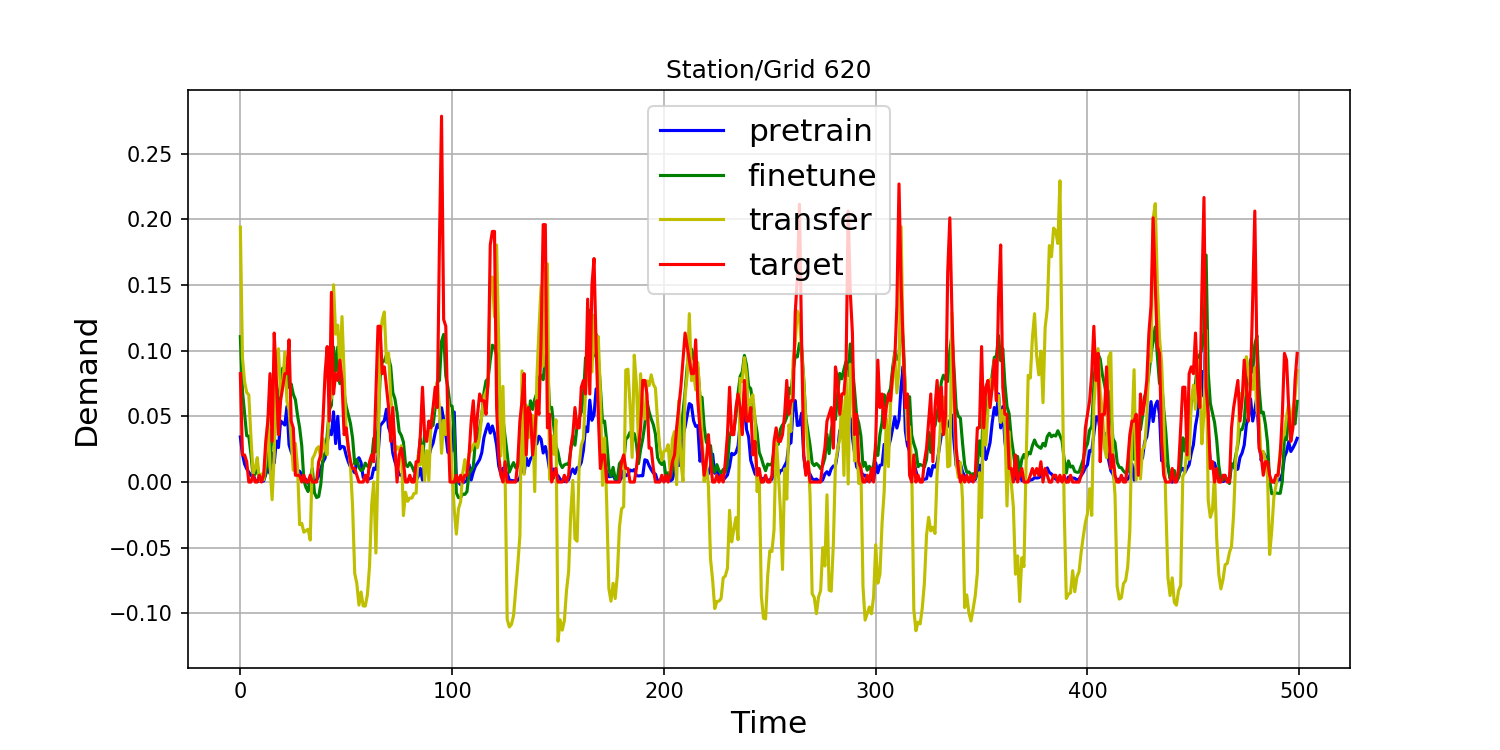 Station/Grid 620
pretrain
finetune
transfer
target
0.25
0.20
0.15
0.10
0.05
0.00
−0.05
−0.10
Demand
0 100 200 300 400 500
Time